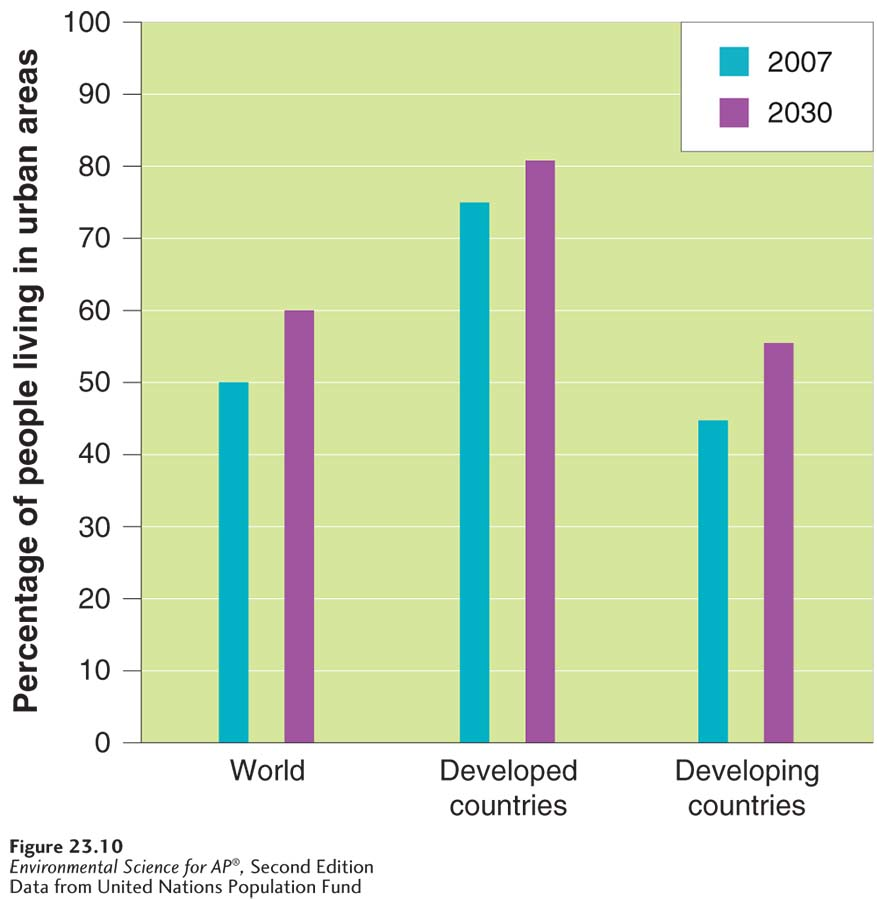 Percentage of people living in urban areas
100
90
80
70
60
50
40
30
20
10
0
2007
2030
World
Developed
countries
Developing
countries
Figure 23.10
Environmental Science for AP®, Second Edition
Data from United Nations Population Fund